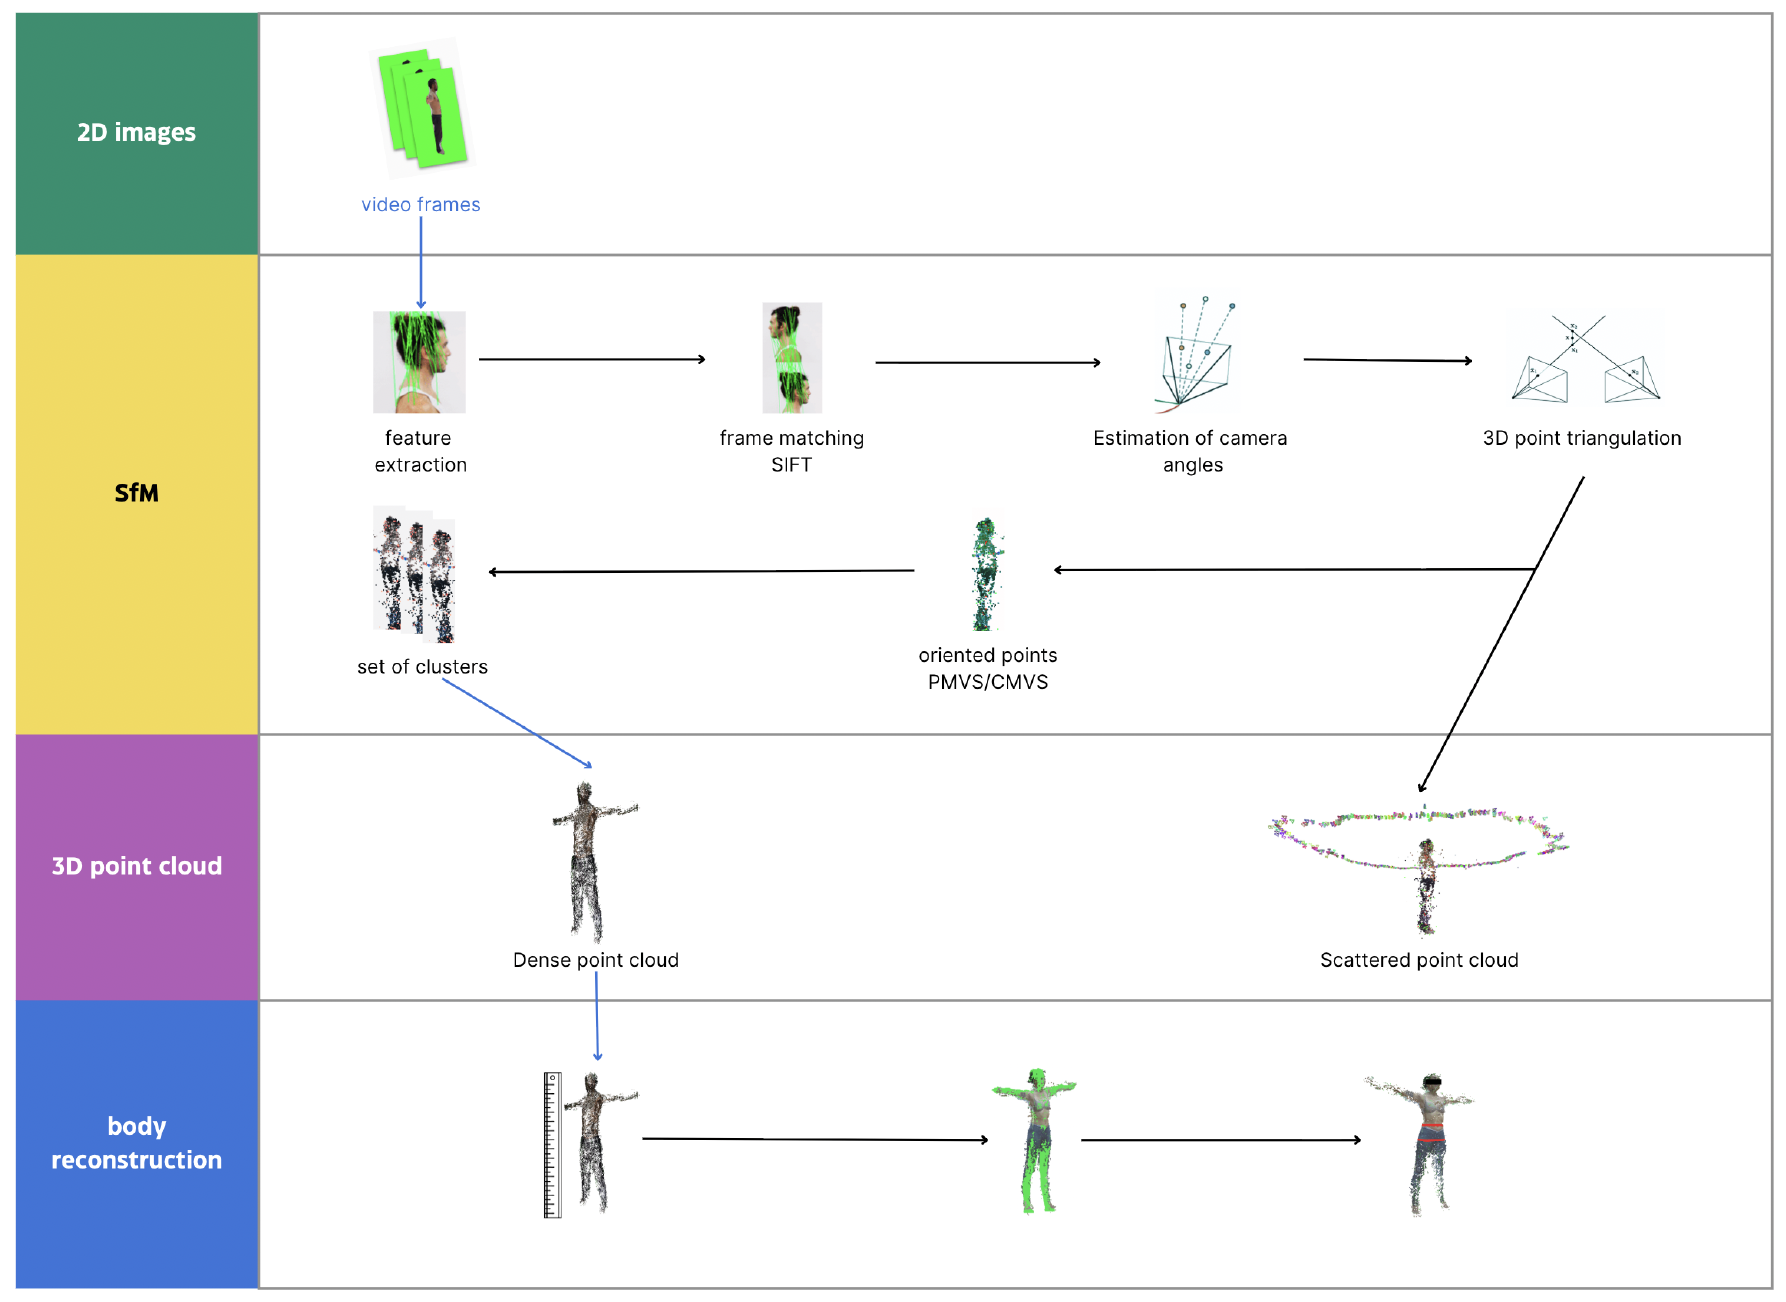 2D images
video frames
SfM
feature
extraction
frame matching
SIFT
Estimation of camera
angles
3D point triangulation
set of clusters
oriented points
PMVS/CMVS
3D point cloud
Dense point cloud
Scattered point cloud
body
reconstruction